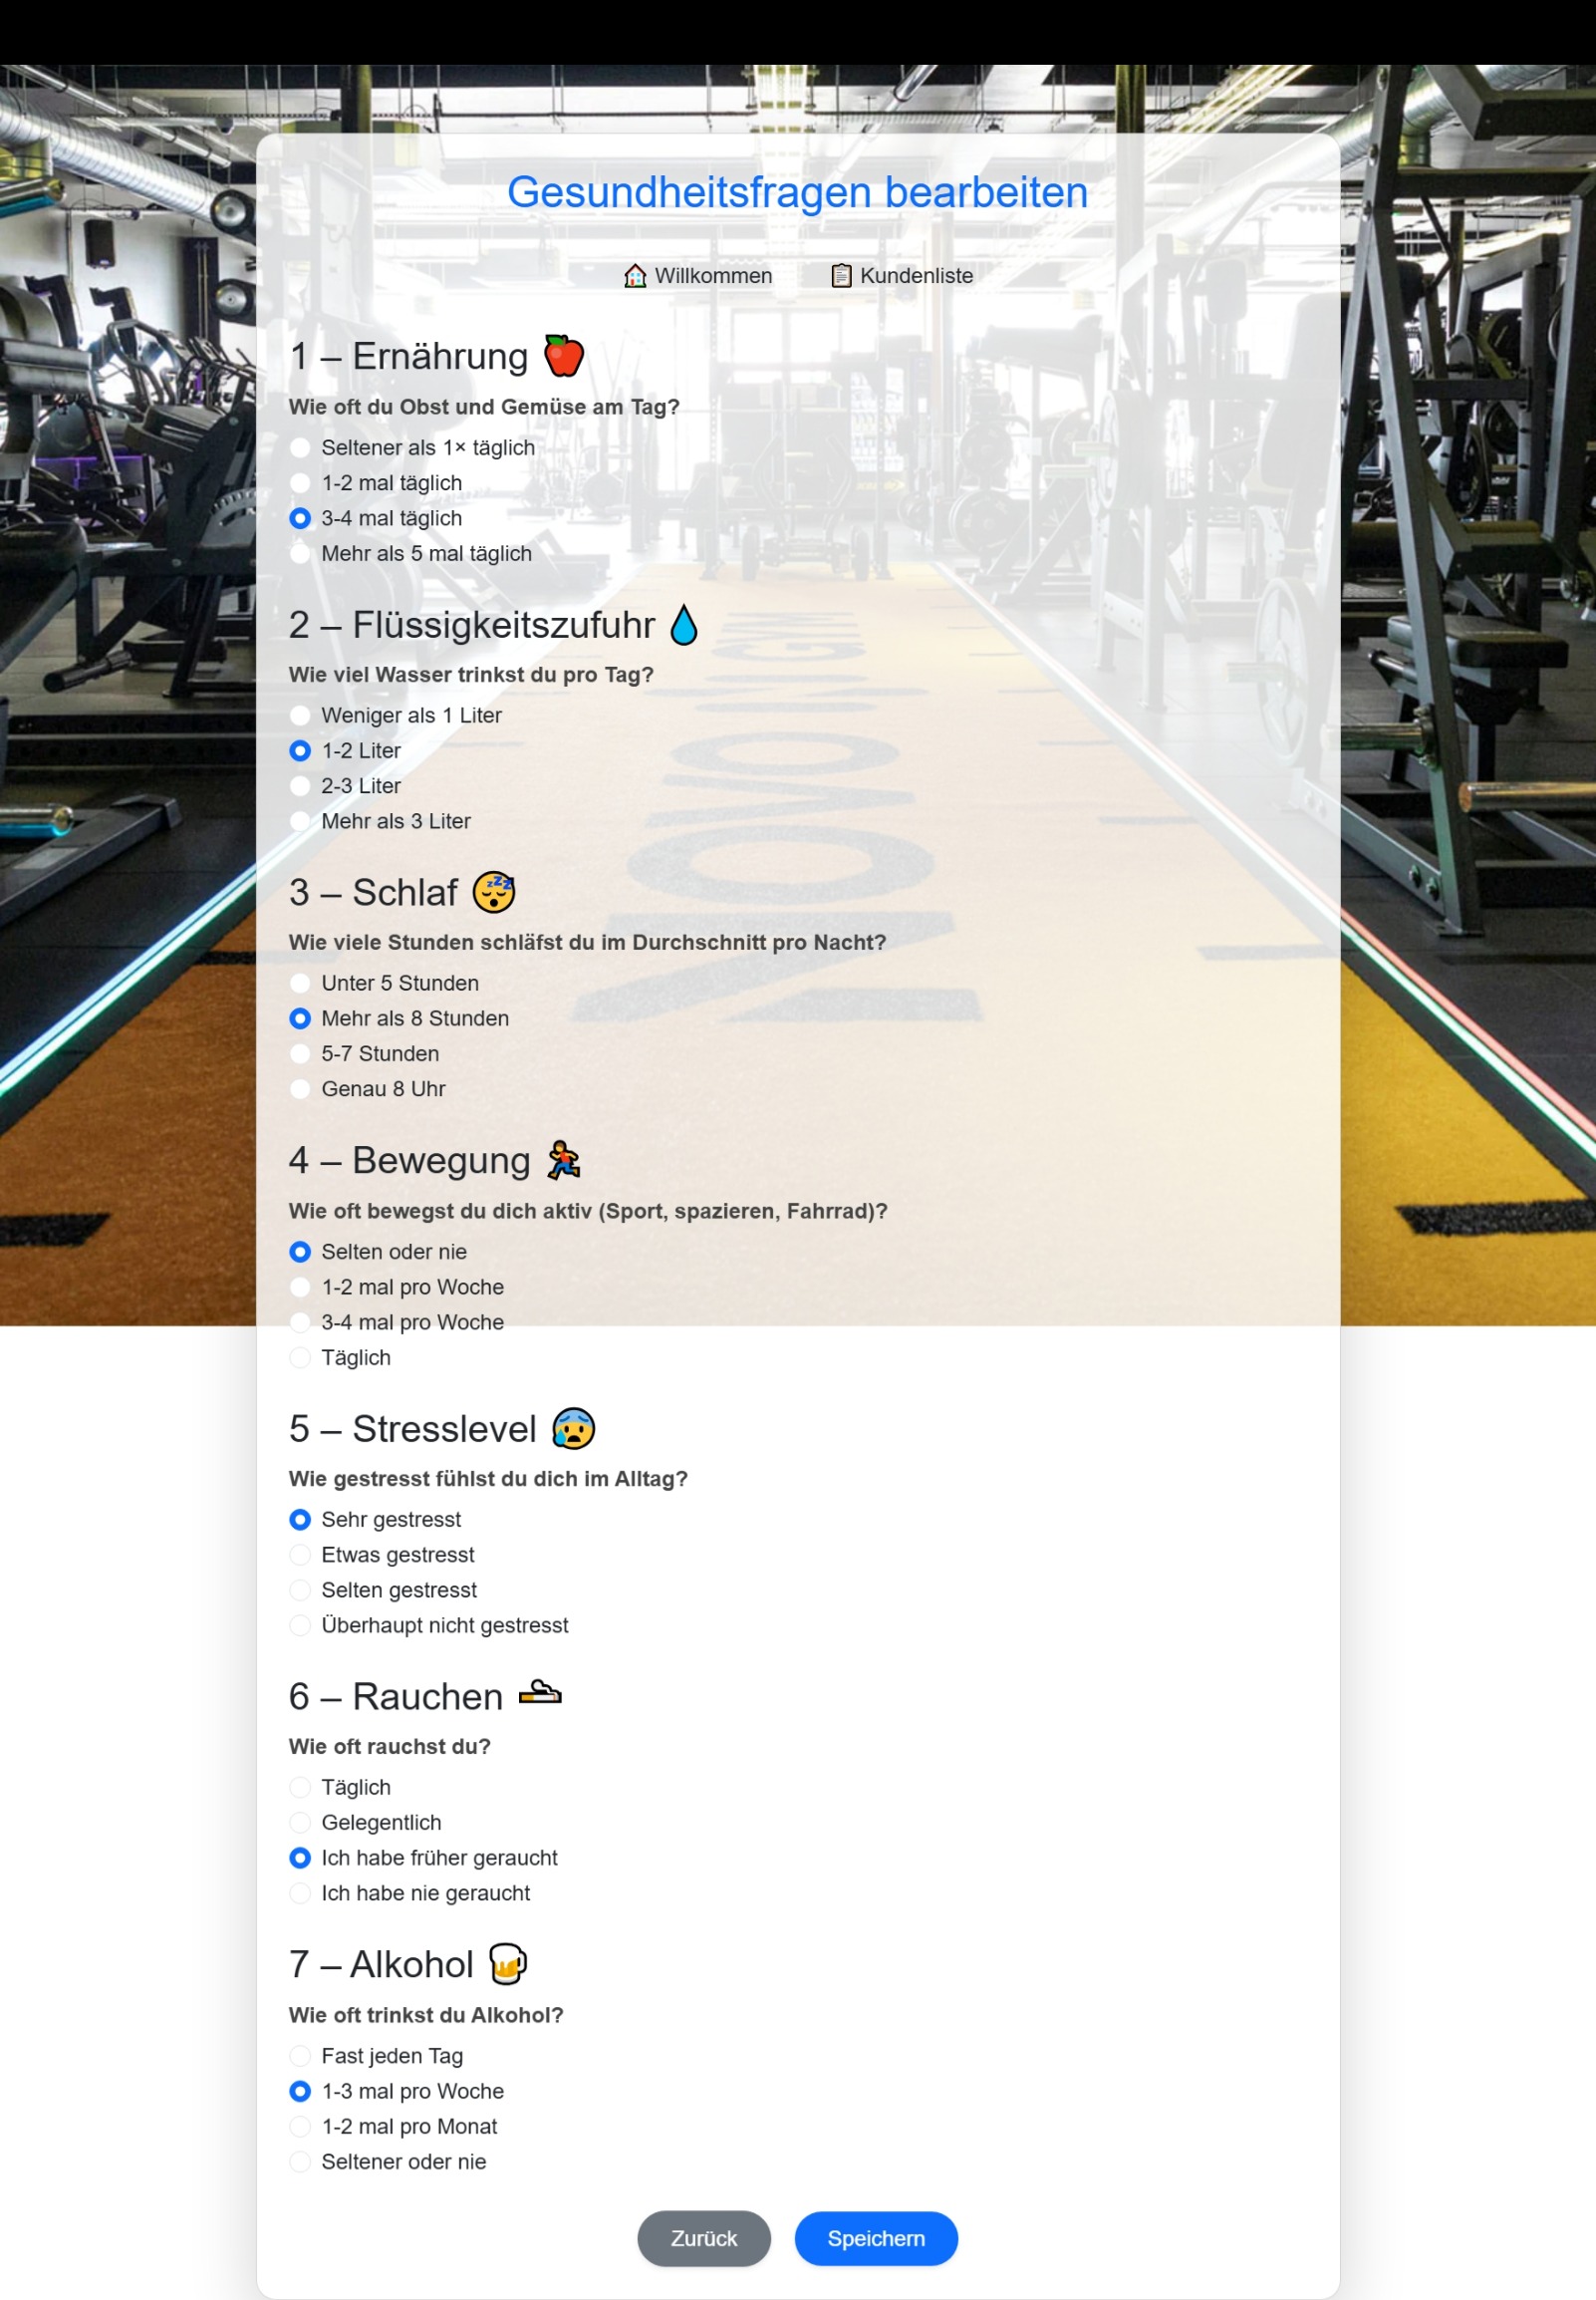 Gesundheitsfragen bearbeiten
Willkommen Kundenliste
1 – Ernährung
Wie oft du Obst und Gemüse am Tag?
Seltener als 1× täglich
1-2 mal täglich
3-4 mal täglich
Mehr als 5 mal täglich
2 – Flüssigkeitszufuhr
Wie viel Wasser trinkst du pro Tag?
Weniger als 1 Liter
1-2 Liter
2-3 Liter
Mehr als 3 Liter
3 – Schlaf
Wie viele Stunden schläfst du im Durchschnitt pro Nacht?
Unter 5 Stunden
Mehr als 8 Stunden
5-7 Stunden
Genau 8 Uhr
4 – Bewegung
Wie oft bewegst du dich aktiv (Sport, spazieren, Fahrrad)?
Selten oder nie
1-2 mal pro Woche
3-4 mal pro Woche
Täglich
5 – Stresslevel
Wie gestresst fühlst du dich im Alltag?
Sehr gestresst
Etwas gestresst
Selten gestresst
Überhaupt nicht gestresst
6 – Rauchen
Wie oft rauchst du?
Täglich
Gelegentlich
Ich habe früher geraucht
Ich habe nie geraucht
7 – Alkohol
Wie oft trinkst du Alkohol?
Fast jeden Tag
1-3 mal pro Woche
1-2 mal pro Monat
Seltener oder nie
Zurück Speichern